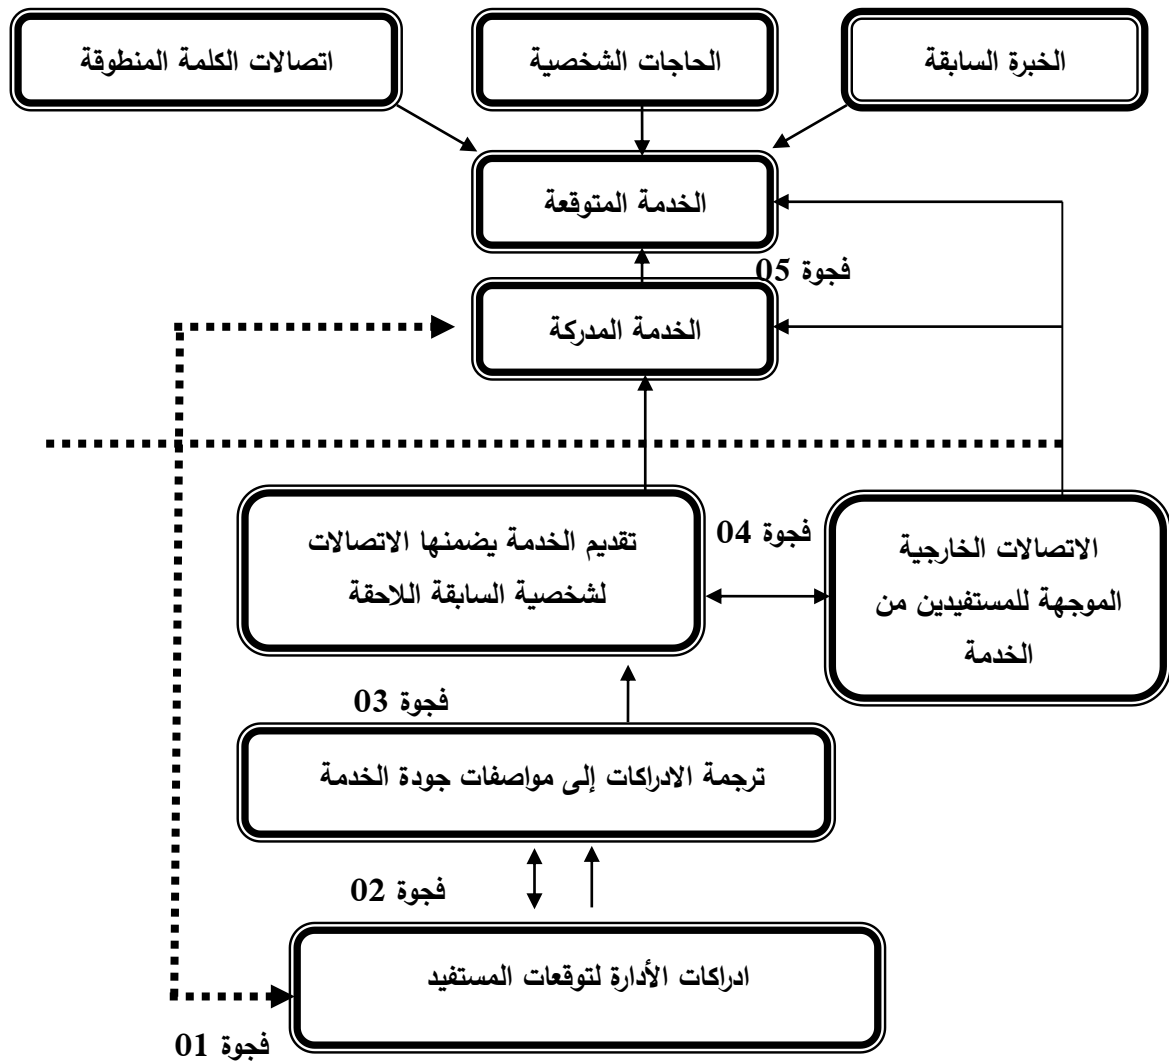 الخبرة السابقة
الحاجات الشخصية
اتصالات الكلمة المنطوقة
الخدمة المتوقعة
فجوة 05
الخدمة المدركة
فجوة 04
الاتصالات الخارجية
الموجهة للمستفيدين من
الخدمة
تقديم الخدمة يضمنها الاتصالات
لشخصية السابقة اللاحقة
فجوة 03
ترجمة الادراكات إلى مواصفات جودة الخدمة
فجوة 02
ادراكات الأدارة لتوقعات المستفيد
فجوة 01